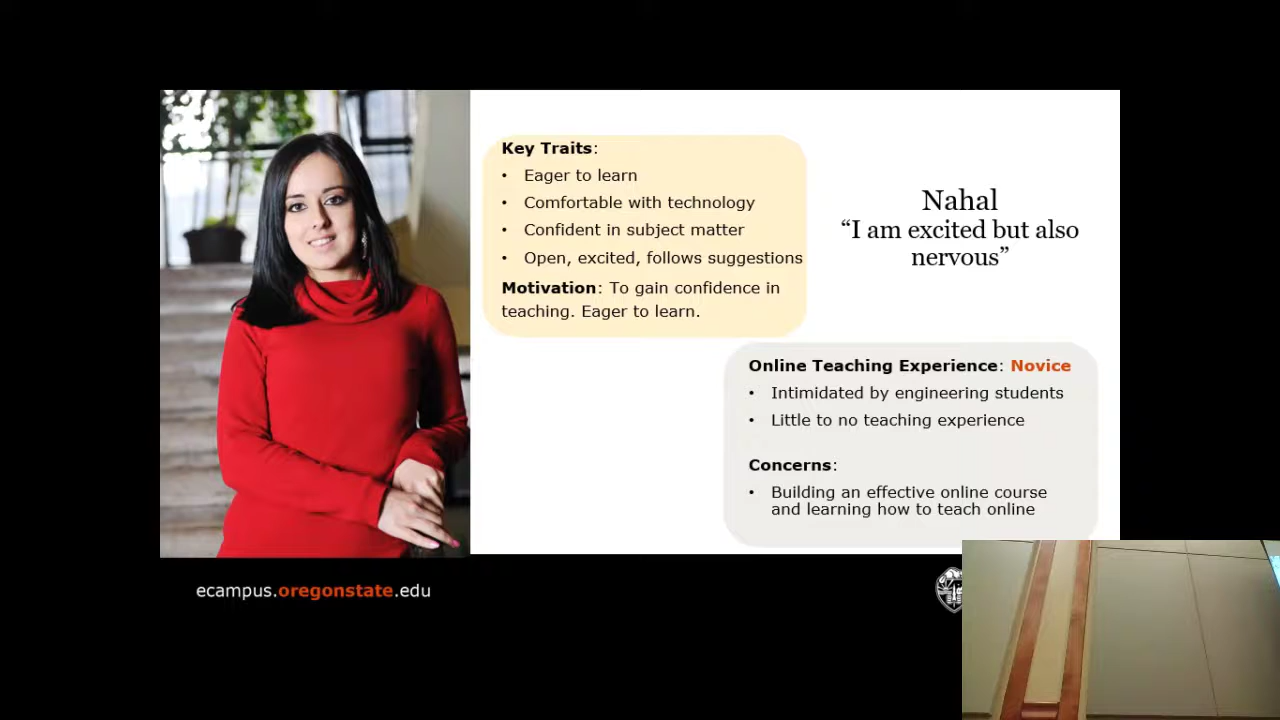 Key Traits:
• Eager to learn
• Comfortable with technology
• Confident in subject matter
• Open, excited, follows suggestions
Motivation: To gain confidence in
teaching. Eager to learn.
Nahal
“I am excited but also
nervous”
Online Teaching Experience: Novice
• Intimidated by engineering students
• Little to no teaching experience
Concerns:
• Building an effective online course
and learning how to teach online
ecampus.oregonstate.edu